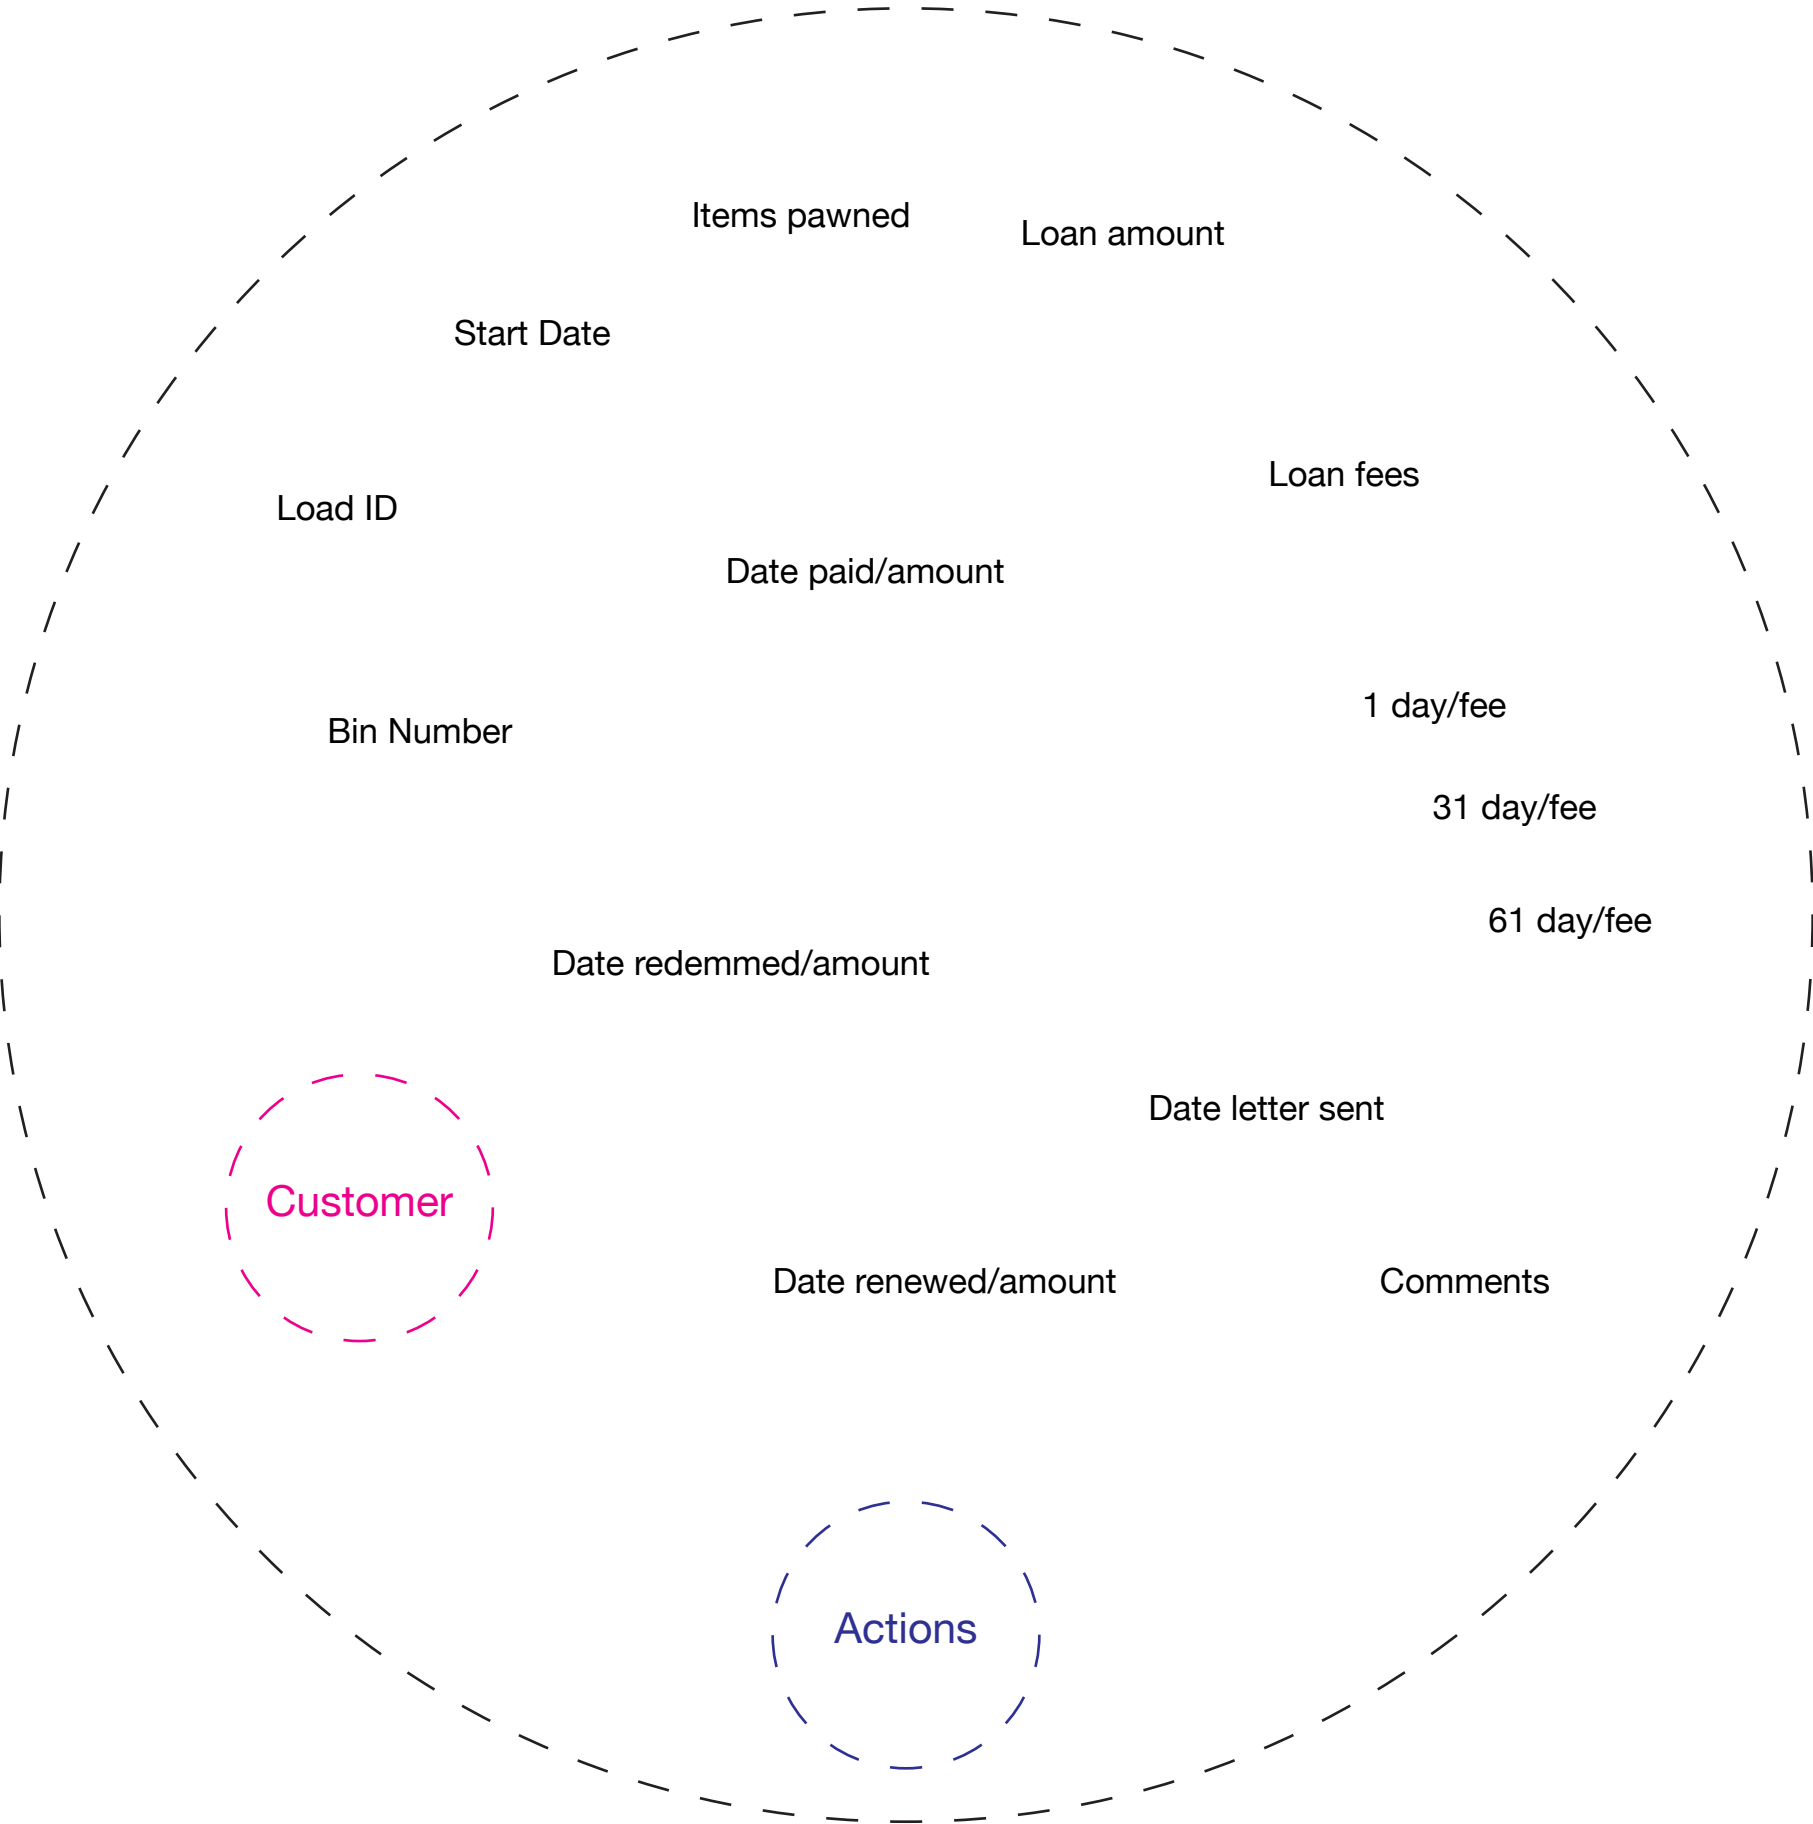 Items pawned
Loan amount
Start Date
Loan fees
Load ID
Date paid/amount
1 day/fee
Bin Number
31 day/fee
61 day/fee
Date redemmed/amount
Date letter sent
Customer
Date renewed/amount
Comments
Actions